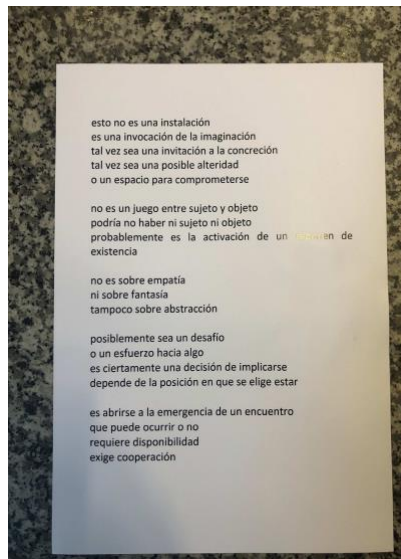 esto no es una instalación
es una invocación de la imaginación
tal vez sea una invitación a la concreción
tal vez sea una posible alteridad
o un espacio para comprometerse
no es un juego entre sujeto y objeto
podría no haber ni sujeto ni objeto
probablemente es la activación de un de
existencia
no es sobre empatía
ni sobre fantasía
tampoco sobre abstracción
posiblemente sea un desafío
o un esfuerzo hacia algo
es ciertamente una decisión de implicarse
depende de la posición en que se elige estar
es abrirse a la emergencia de un encuentro
que puede ocurrir o no
requiere disponibilidad
exige cooperación